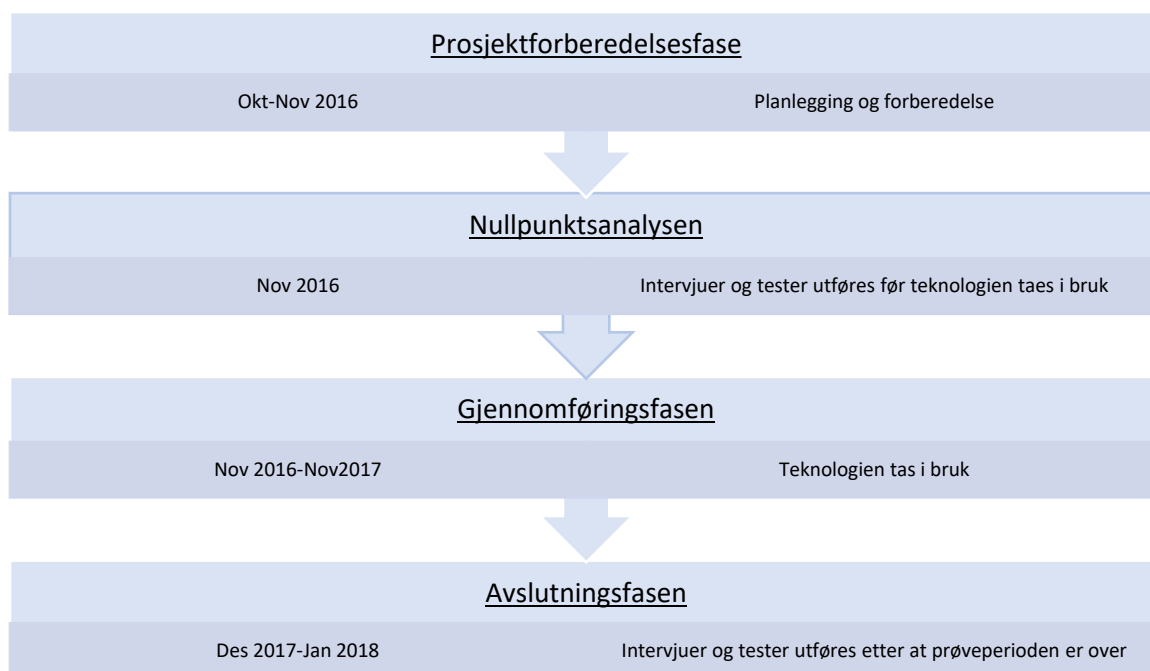 Prosjektforberedelsesfase
Okt-Nov 2016 Planlegging og forberedelse
Nullpunktsanalysen
Nov 2016 Intervjuer og tester utføres før teknologien taes i bruk
Gjennomføringsfasen
Nov 2016-Nov2017 Teknologien tas i bruk
Avslutningsfasen
Des 2017-Jan 2018 Intervjuer og tester utføres etter at prøveperioden er over